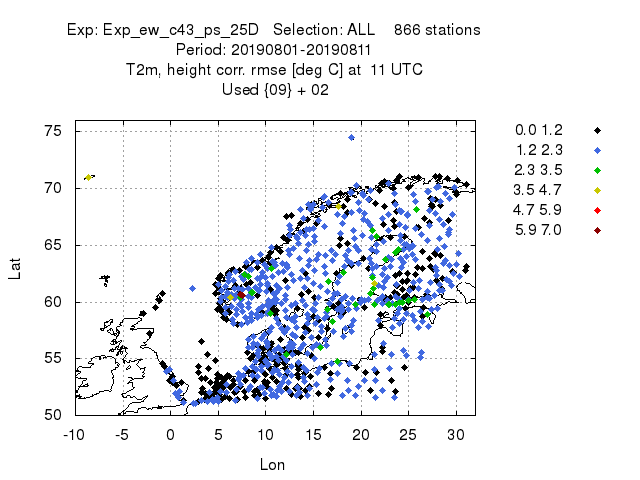 Exp: Exp_ew_c43_ps_25D   Selection: ALL    866 stations
Period: 20190801-20190811
T2m, height corr. rmse [deg C] at  11 UTC
Used {09} + 02
0.0 1.2
1.2 2.3
2.3 3.5
3.5 4.7
4.7 5.9
5.9 7.0
75
70
65
60
55
50
Lat
-10 -5 0 5 10 15 20 25 30
Lon